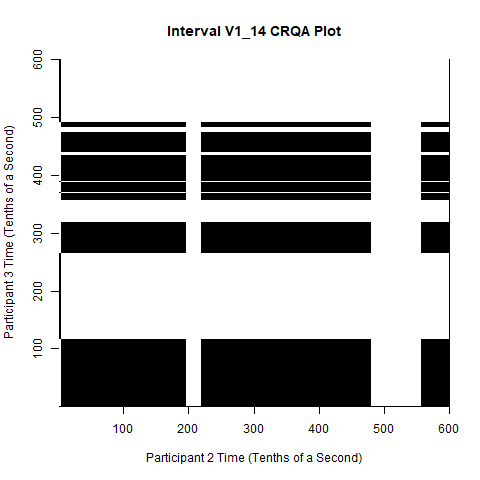 Interval V1_14 CRQA Plot
600
500
400
300
200
100
Participant 3 Time (Tenths of a Second)
100 200 300 400 500 600
Participant 2 Time (Tenths of a Second)